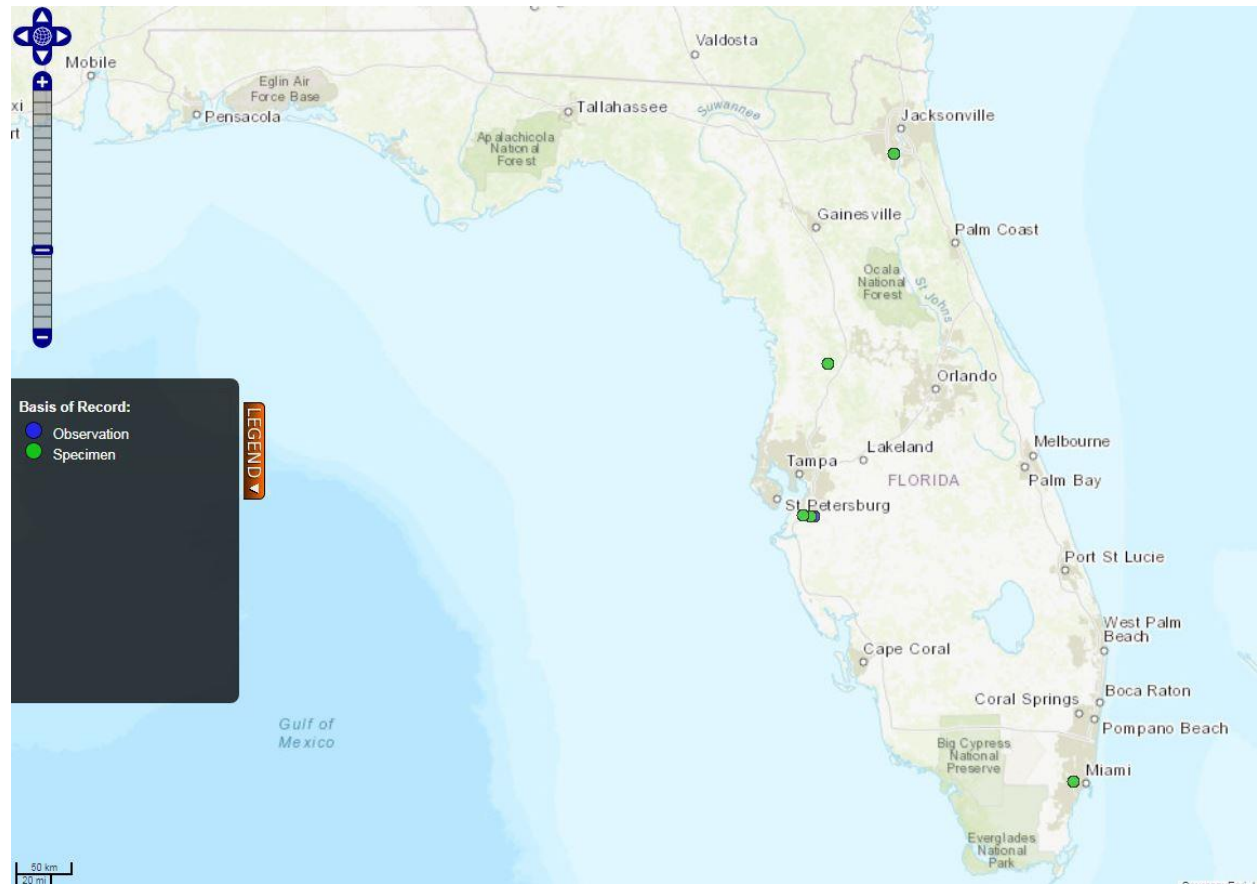 Valdosta
Mobile
Eglin Air
Force Base
Pensacola
Tallahassee
Suwannee
Jacksonville
xi
rt
Apalachicola
National
Forest
Gainesville
Palm Coast
Ocala
National
Forest
St Johns
Orlando
Basis of Record:
Observation
Specimen
LEGEND
Lakeland
Melbourne
Tampa
FLORIDA
Palm Bay
St Petersburg
Port St Lucie
West Palm
Beach
Cape Coral
Boca Raton
Coral Springs
Pompano Beach
Gulf of
Mexico
Big Cypress
National
Preserve
Miami
Everglades
National
Park
50 km
20 mi